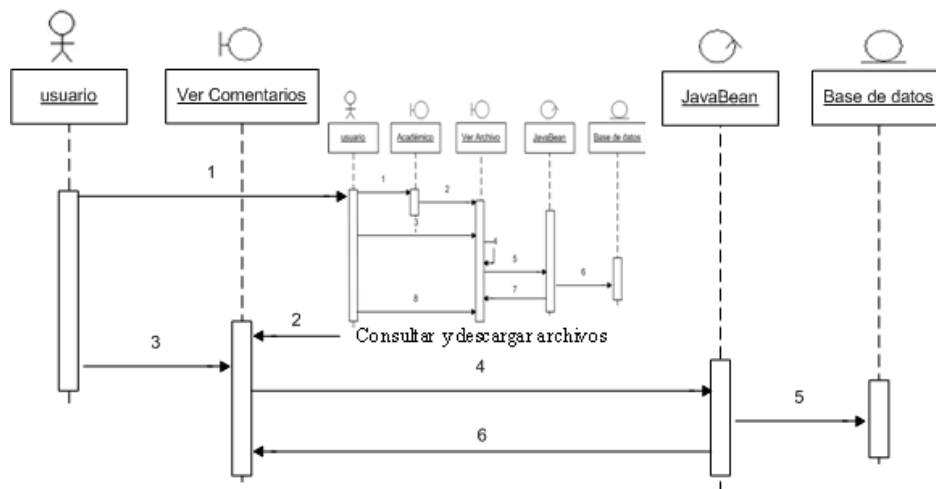 usuario
Ver Comentarios
JavaBean
Base de datos
usuario
Académico
Ver Archivo
JavaBean
Base de datos
1
1
2
3
4
5
6
7
8
2
Consultar y descargar archivos
3
4
5
6